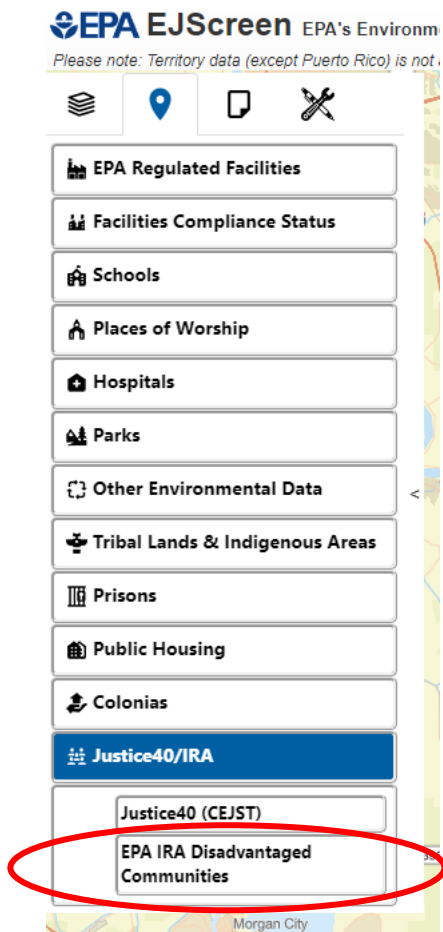 EPA EJScreen EPA's Environm
Please note: Territory data (except Puerto Rico) is not
EPA Regulated Facilities
Facilities Compliance Status
Schools
Places of Worship
Hospitals
Parks
Other Environmental Data
<
Tribal Lands & Indigenous Areas
Prisons
Public Housing
Colonias
Justice40/IRA
Justice40 (CEJST)
EPA IRA Disadvantaged
Communities
Morgan City